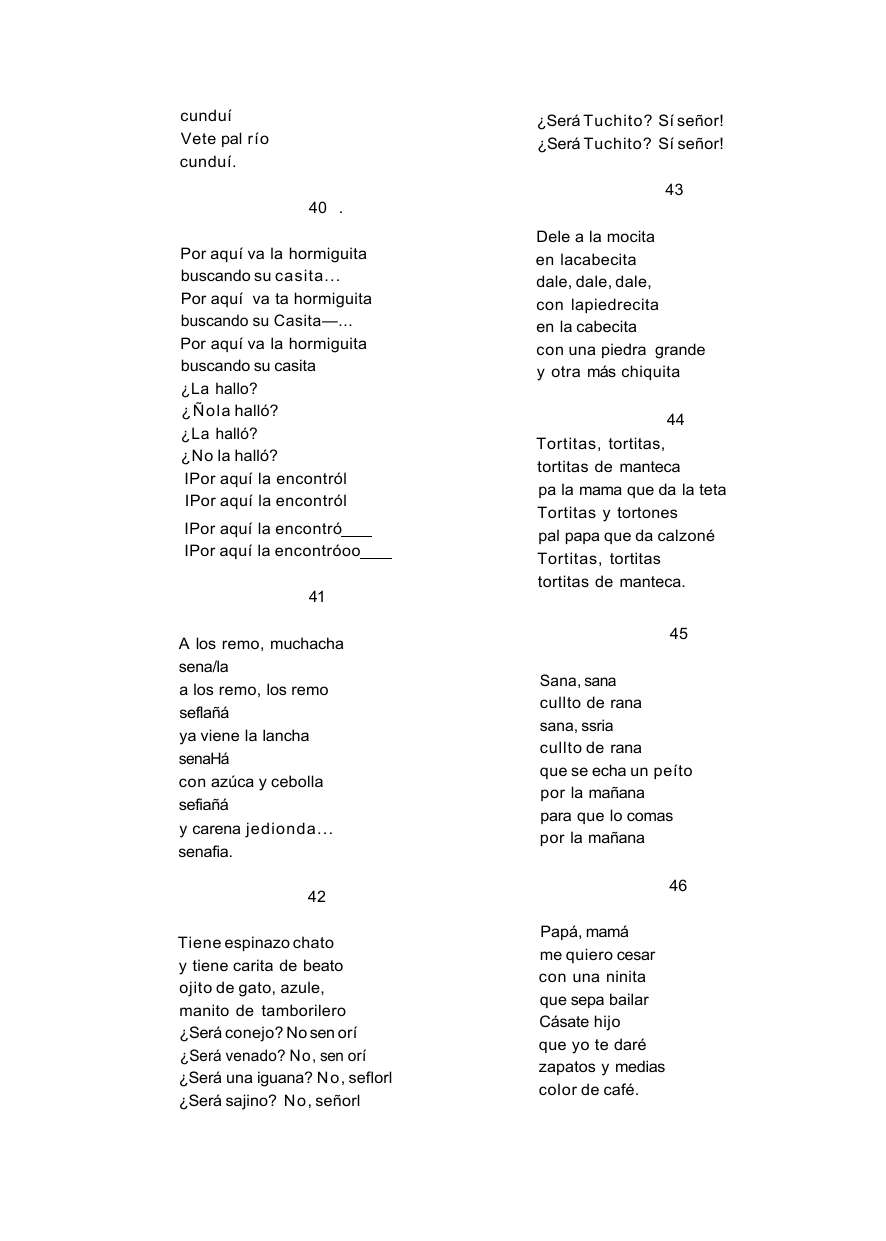 cunduí
Vete pal río
cunduí.
40 .
Por aquí va la hormiguita
buscando su casita...
Por aquí va ta hormiguita
buscando su Casita—...
Por aquí va la hormiguita
buscando su casita
¿La hallo?
¿Ñola halló?
¿La halló?
¿No la halló?
IPor aquí la encontról
IPor aquí la encontról
IPor aquí la encontró____
IPor aquí la encontróoo____
41
A los remo, muchacha
sena/la
a los remo, los remo
seflañá
ya viene la lancha
senaHá
con azúca y cebolla
sefiañá
y carena jedionda...
senafia.
42
Tiene espinazo chato
y tiene carita de beato
ojito de gato, azule,
manito de tamborilero
¿Será conejo? No sen orí
¿Será venado? No, sen orí
¿Será una iguana? No, seflorl
¿Será sajino? No, señorl
¿Será Tuchito? Sí señor!
¿Será Tuchito? Sí señor!
43
Dele a la mocita
en lacabecita
dale, dale, dale,
con lapiedrecita
en la cabecita
con una piedra grande
y otra más chiquita
44
Tortitas, tortitas,
tortitas de manteca
pa la mama que da la teta
Tortitas y tortones
pal papa que da calzoné
Tortitas, tortitas
tortitas de manteca.
45
Sana, sana
culIto de rana
sana, ssria
culIto de rana
que se echa un peíto
por la mañana
para que lo comas
por la mañana
46
Papá, mamá
me quiero cesar
con una ninita
que sepa bailar
Cásate hijo
que yo te daré
zapatos y medias
color de café.